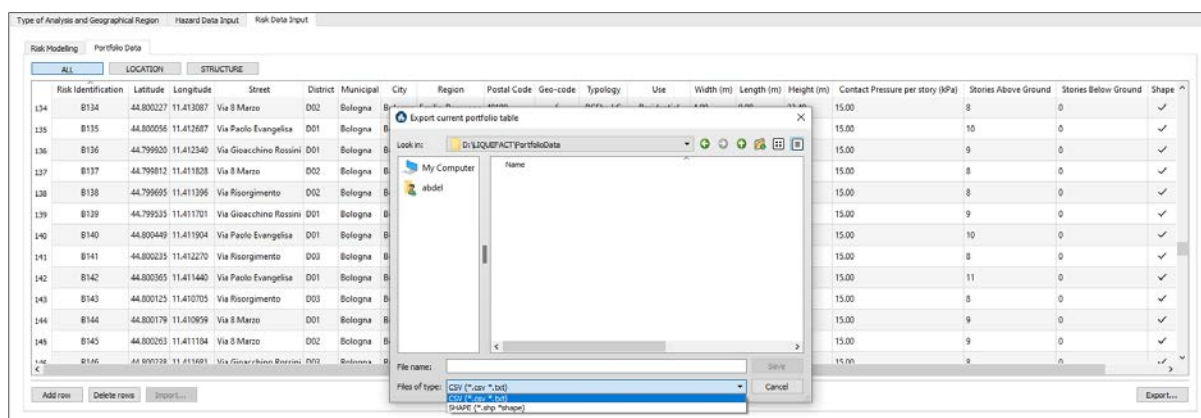 Type of Analysis and Geographical Region Hazard Data Input Risk Data Input
Risk Modelling Portfolio Data
ALL LOCATION STRUCTURE
Risk Identification Latitude Longitude Street District Municipal City Region Postal Code Geo-code Typology Use Width (m) Length (m) Height (m) Contact Pressure per story (kPa) Stories Above Ground Stories Below Ground Shape
134 B134 44.800227 11.413087 Via 8 Marzo D02 Bologna 15.00 8 0 ✓
Export current portfolio table
135 B135 44.800056 11.412687 Via Paolo Evangelisa D01 Bologna 15.00 10 0 ✓
Look in: D:\LIQUEFACT\PortfolioData
136 B136 44.799920 11.412340 Via Gioacchino Rossini D01 Bologna 15.00 9 0 ✓
My Computer Name
137 B137 44.799812 11.411828 Via 8 Marzo D02 Bologna 15.00 8 0 ✓
abdel
138 B138 44.799695 11.411396 Via Risorgimento D02 Bologna 15.00 8 0 ✓
139 B139 44.799535 11.411701 Via Gioacchino Rossini D01 Bologna 15.00 9 0 ✓
140 B140 44.800449 11.411904 Via Paolo Evangelisa D01 Bologna 15.00 10 0 ✓
141 B141 44.800235 11.412270 Via Risorgimento D03 Bologna 15.00 8 0 ✓
142 B142 44.800365 11.411440 Via Paolo Evangelisa D01 Bologna 15.00 11 0 ✓
143 B143 44.800125 11.410705 Via Risorgimento D03 Bologna 15.00 8 0 ✓
144 B144 44.800179 11.410959 Via 8 Marzo D01 Bologna 15.00 9 0 ✓
145 B145 44.800263 11.411184 Via 8 Marzo D02 Bologna 15.00 8 0 ✓
File name: Save
Files of type: CSV (*.csv *.txt) Cancel
CSV (*.csv *.txt)
SHAPE (*.shp *shape)
Add row Delete rows Import... Export...